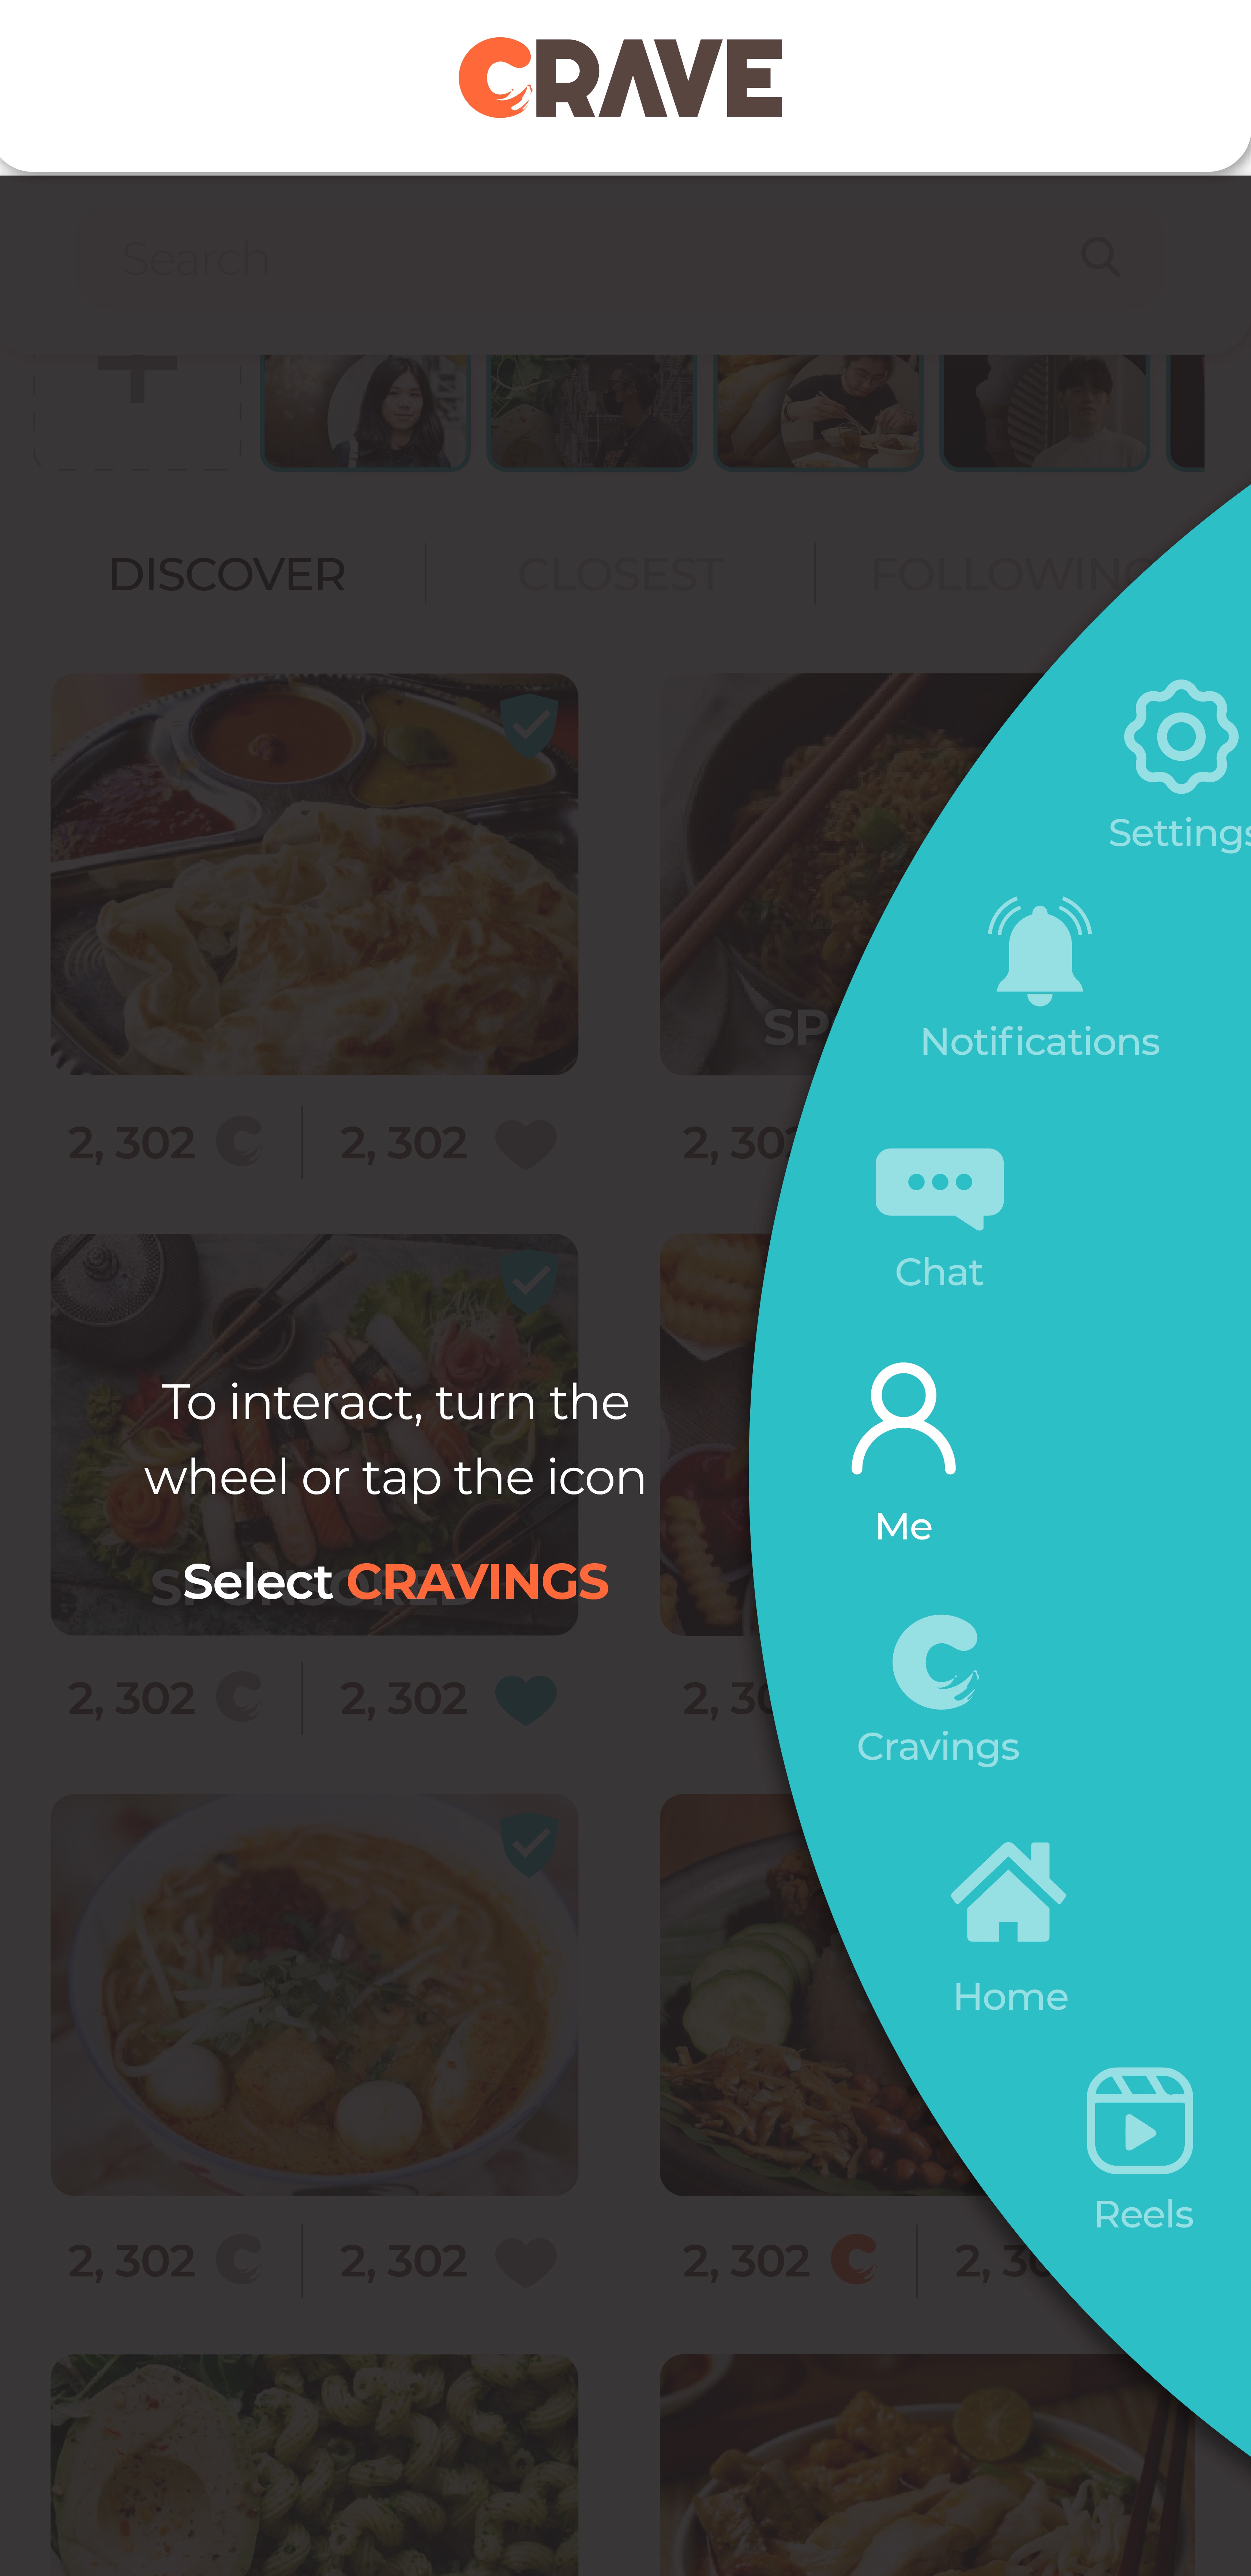 CRAVE
Search
DISCOVER
CLOSEST
FOLLOWING
Settings
Notifications
SP
2, 302
2, 302
2, 302
Chat
To interact, turn the
wheel or tap the icon
Me
Select CRAVINGS
SPONSORED
2, 302
2, 302
2, 30
Cravings
Home
Reels
2, 302
2, 302
2, 302
2, 30